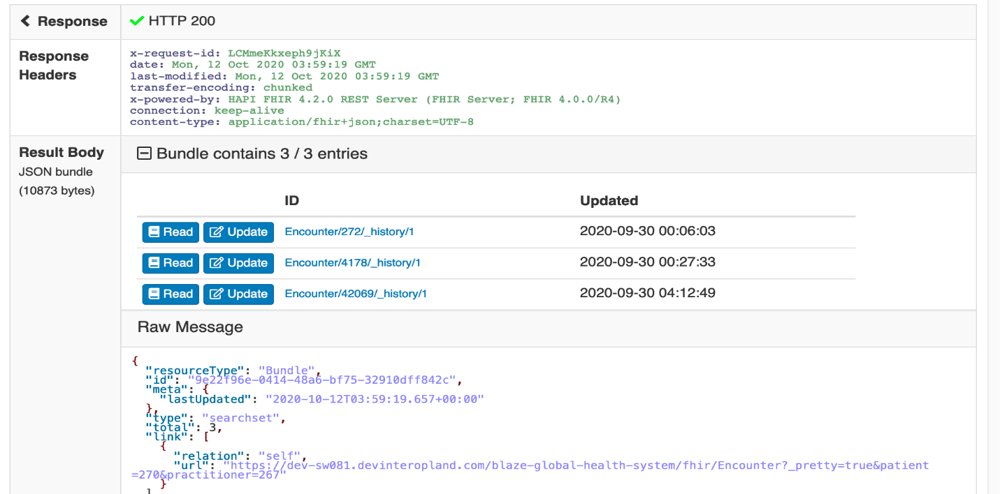 Response
HTTP 200
Response
Headers
x-request-id: LCMmeKkxeph9jKiX
date: Mon, 12 Oct 2020 03:59:19 GMT
last-modified: Mon, 12 Oct 2020 03:59:19 GMT
transfer-encoding: chunked
x-powered-by: HAPI FHIR 4.2.0 REST Server (FHIR Server; FHIR 4.0.0/R4)
connection: keep-alive
content-type: application/fhir+json;charset=UTF-8
Result Body
JSON bundle
(10873 bytes)
Bundle contains 3 / 3 entries
ID Updated
Read Update Encounter/272/_history/1 2020-09-30 00:06:03
Read Update Encounter/4178/_history/1 2020-09-30 00:27:33
Read Update Encounter/42069/_history/1 2020-09-30 04:12:49
Raw Message
{
"resourceType": "Bundle",
"id": "9e22f96e-0414-48a6-bf75-32910dff842c",
"meta": {
"lastUpdated": "2020-10-12T03:59:19.657+00:00"
},
"type": "searchset",
"total": 3,
"link": [
{
"relation": "self",
"url": "https://dev-sw081.devinteropland.com/blaze-global-health-system/fhir/Encounter?_pretty=true&patient
=270&practitioner=267"
}
]